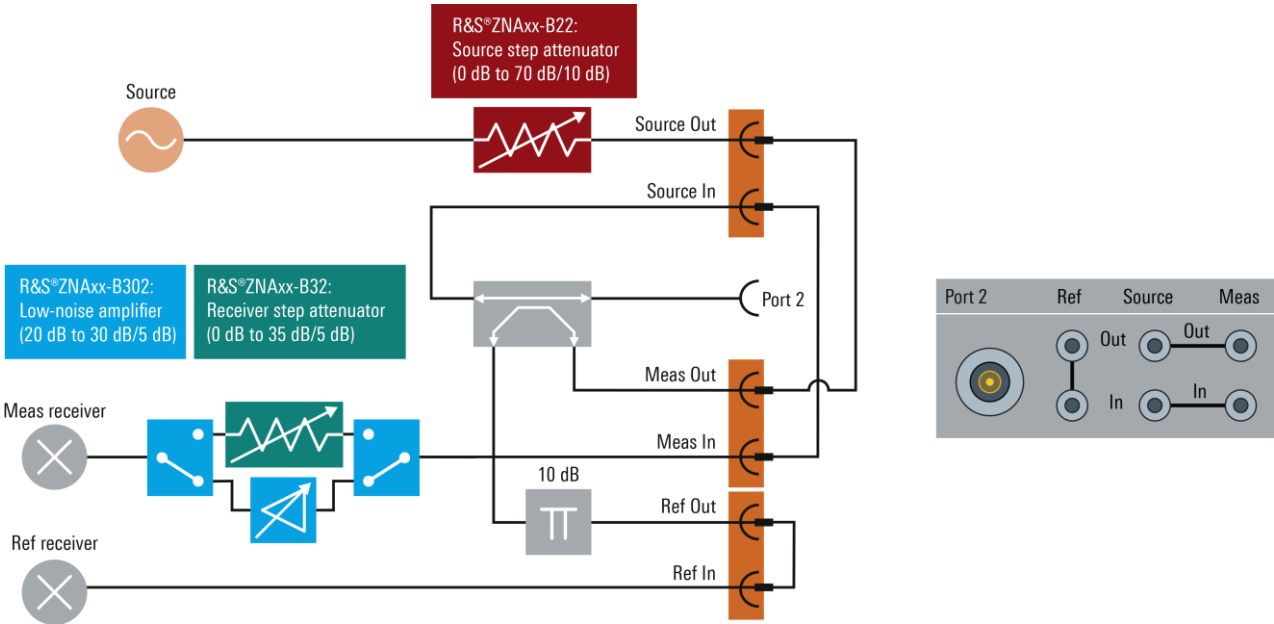 R&S®ZNAxx-B22:
Source step attenuator
(0 dB to 70 dB/10 dB)
Source
Source Out
Source In
R&S®ZNAxx-B302:
Low-noise amplifier
(20 dB to 30 dB/5 dB)
R&S®ZNAxx-B32:
Receiver step attenuator
(0 dB to 35 dB/5 dB)
Port 2
Meas Out
Meas receiver
Meas In
10 dB
Ref Out
Ref receiver
Ref In
Port 2 Ref Source Meas
Out Out
In In